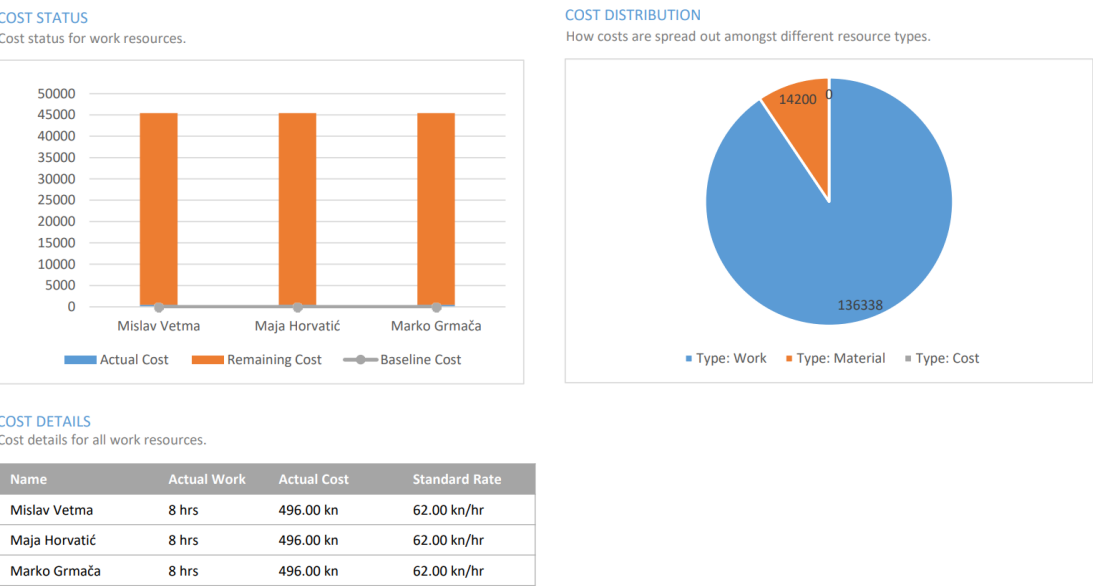 COST STATUS
Cost status for work resources.
50000
45000
40000
35000
30000
25000
20000
15000
10000
5000
0
Mislav Vetma Maja Horvatić Marko Grmača
Actual Cost Remaining Cost Baseline Cost
COST DISTRIBUTION
How costs are spread out amongst different resource types.
14200 0
136338
Type: Work Type: Material Type: Cost
COST DETAILS
Cost details for all work resources.
Name Actual Work Actual Cost Standard Rate
Mislav Vetma 8 hrs 496.00 kn 62.00 kn/hr
Maja Horvatić 8 hrs 496.00 kn 62.00 kn/hr
Marko Grmača 8 hrs 496.00 kn 62.00 kn/hr